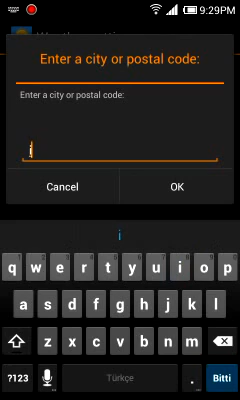 9:29PM
Enter a city or postal code:
Enter a city or postal code:
i
Cancel OK
i
q w e r t y u i o p
a s d f g h j k l
z x c v b n m
?123 Türkçe . Bitti